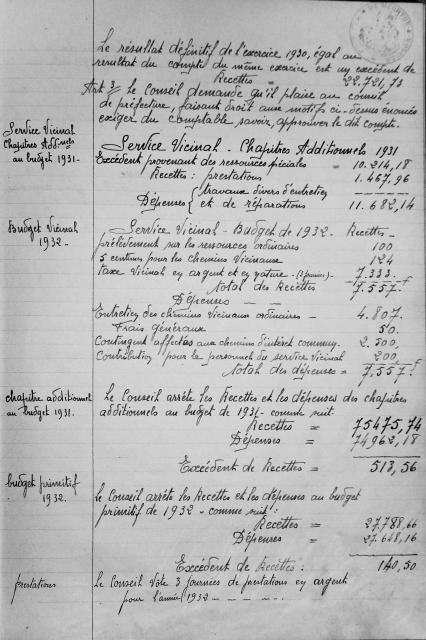 Le résultat définitif de l'exercice 1930, égal au
résultat du compte du même exercice est un excédent de
Recettes = 22.721,73
Art 3 // Le Conseil demande qu'il plaise au conseil
de préfecture, faisant droit aux motifs ci-dessus énoncés
exiger du comptable savoir, approuver le dit compte.
Service Vicinal
Chapitres Addnels
au budget 1931-
Service Vicinal - Chapitres Additionnels 1931
Excédent provenant des ressources spéciales = 10.214,18
Recettes: prestations 1.467,96
Dépenses { travaux divers d'entretien
et de réparations 11.682,14
Budget Vicinal
1932 -
Service Vicinal - Budget de 1932 - Recettes -
prélèvement sur les ressources ordinaires 100
5 centimes pour les chemins Vicinaux 124
taxe Vicinal en argent et en nature - (3 journées) - 7.333.
total des Recettes 7.557 f
Dépenses - -
Entretien des chemins vicinaux ordinaires - 4.807.
Frais généraux 50.
Contingent affectés aux chemins d'intéret commun. 2.500,
Contribution pour le personnel du service vicinal 200
total des dépenses = 7.557 f
chapitre additionnel
au budget 1931.
Le Conseil arrête les Recettes et les dépenses des chapitres
additionnels au budget de 1931 - comme suit
Recettes = 75475,74
Dépenses = 74962,18
Excédent de Recettes = 513,56
budget primitif
1932.
Le Conseil arrêt les Recettes et les dépenses au budget
primitif de 1932 - comme suit:
Recettes = 27.788,66
Dépenses = 27.648,16
Excédent de Recettes: 140,50
prestations
Le Conseil Vote 3 journées de prestations en argent
pour l'année 1932 - - - - .